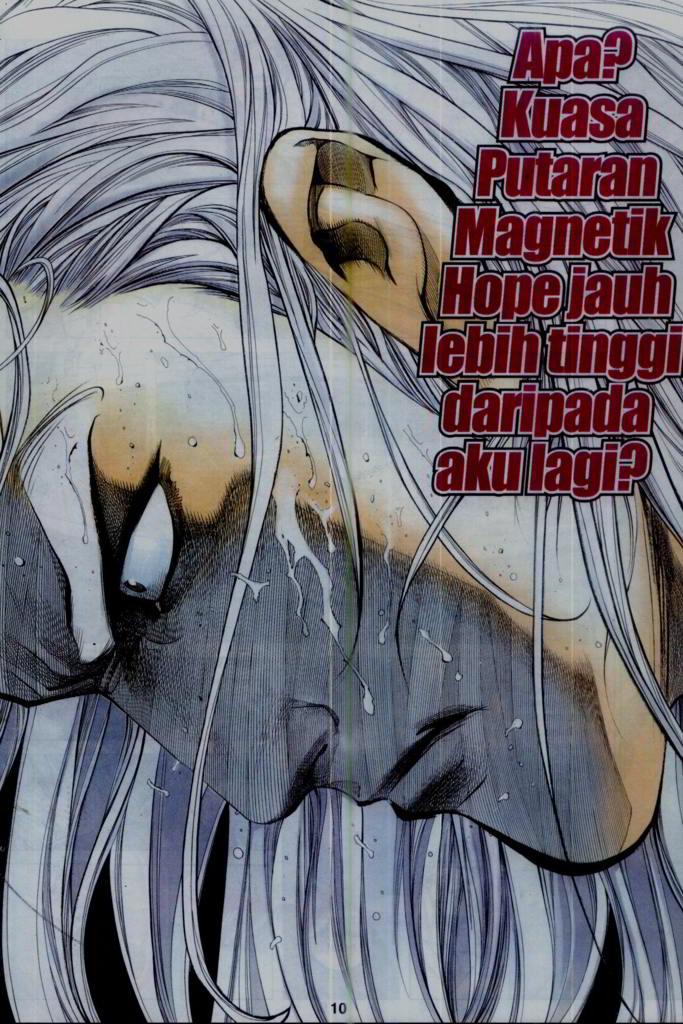 Apa?
Kuasa
Putaran
Magnetik
Hope jauh
lebih tinggi
daripada
aku lagi?
10